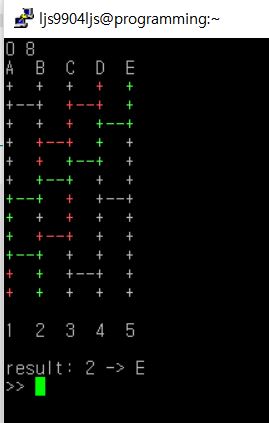 ljs9904ljs@programming:~
0 8
A  B  C  D  E
+  +  +  +  +
+--+  +--+  +
+  +  +  +--+
+  +--+  +  +
+  +  +--+  +
+  +--+  +  +
+--+  +  +--+
+  +  +  +  +
+  +--+  +  +
+--+  +  +  +
+  +  +--+  +
+  +  +  +  +
1  2  3  4  5
result: 2 -> E
>>